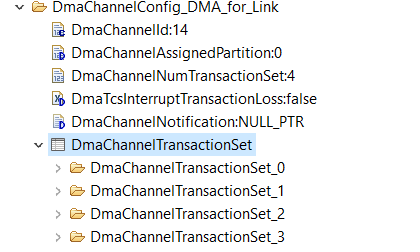 DmaChannelConfig_DMA_for_Link
DmaChannelId:14
DmaChannelAssignedPartition:0
DmaChannelNumTransactionSet:4
DmaTcsInterruptTransactionLoss:false
DmaChannelNotification:NULL_PTR
DmaChannelTransactionSet
DmaChannelTransactionSet_0
DmaChannelTransactionSet_1
DmaChannelTransactionSet_2
DmaChannelTransactionSet_3